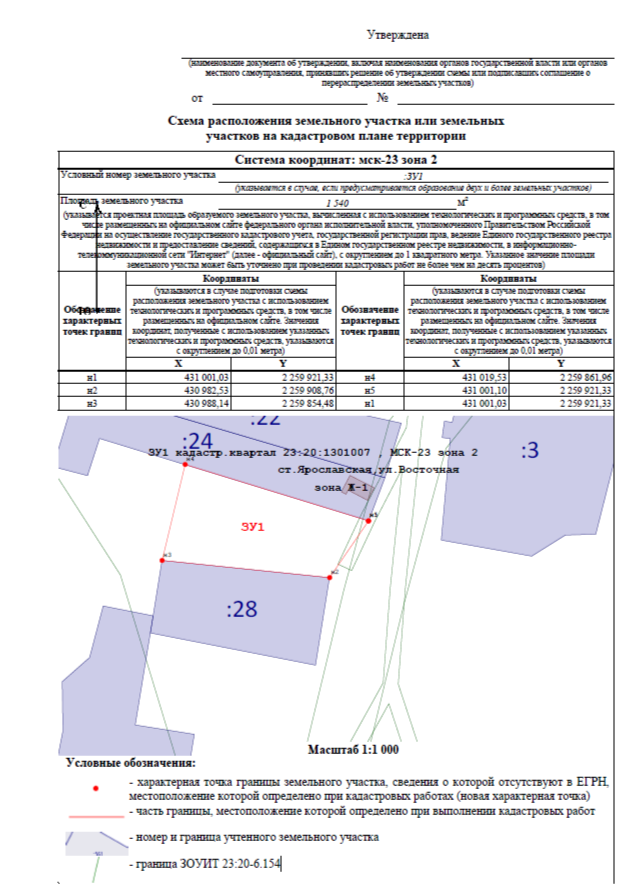 Утверждена
(наименование документа об утверждении, включая наименования органов государственной власти или органов
местного самоуправления, принявших решение об утверждении схемы или подписавших соглашение о
перераспределении земельных участков)
от №
Схема расположения земельного участка или земельных
участков на кадастровом плане территории
Система координат: мск-23 зона 2
Условный номер земельного участка :ЗУ1
(указывается в случае, если предусматривается образование двух и более земельных участков)
Площадь земельного участка 1 540 м²
(указывается проектная площадь образуемого земельного участка, вычисленная с использованием технологических и программных средств, в том
числе размещенных на официальном сайте федерального органа исполнительной власти, уполномоченного Правительством Российской
Федерации на осуществление государственного кадастрового учета, государственной регистрации прав, ведение Единого государственного реестра
недвижимости и предоставление сведений, содержащихся в Едином государственном реестре недвижимости, в информационно-
телекоммуникационной сети "Интернет" (далее - официальный сайт), с округлением до 1 квадратного метра. Указанное значение площади
земельного участка может быть уточнено при проведении кадастровых работ не более чем на десять процентов)
Обозначение
характерных
точек границ
Координаты
(указываются в случае подготовки схемы
расположения земельного участка с использованием
технологических и программных средств, в том числе
размещенных на официальном сайте. Значения
координат, полученные с использованием указанных
технологических и программных средств, указываются
с округлением до 0,01 метра)
X Y
Обозначение
характерных
точек границ
Координаты
(указываются в случае подготовки схемы
расположения земельного участка с использованием
технологических и программных средств, в том числе
размещенных на официальном сайте. Значения
координат, полученные с использованием указанных
технологических и программных средств, указываются
с округлением до 0,01 метра)
X Y
н1 431 001,03 2 259 921,33 н4 431 019,53 2 259 861,96
н2 430 982,53 2 259 908,76 н5 431 001,10 2 259 921,33
н3 430 988,14 2 259 854,48 н1 431 001,03 2 259 921,33
:22
:24
ЗУ1 кадастр.квартал 23:20:1301007 , МСК-23 зона 2
:3
ст.Ярославская,ул.Восточная
зона Ж-1
н4
н5
ЗУ1
н3
н2
:28
Масштаб 1:1 000
Условные обозначения:
- характерная точка границы земельного участка, сведения о которой отсутствуют в ЕГРН,
местоположение которой определено при кадастровых работах (новая характерная точка)
- часть границы, местоположение которой определено при выполнении кадастровых работ
- номер и граница учтенного земельного участка
- граница ЗОУИТ 23:20-6.154